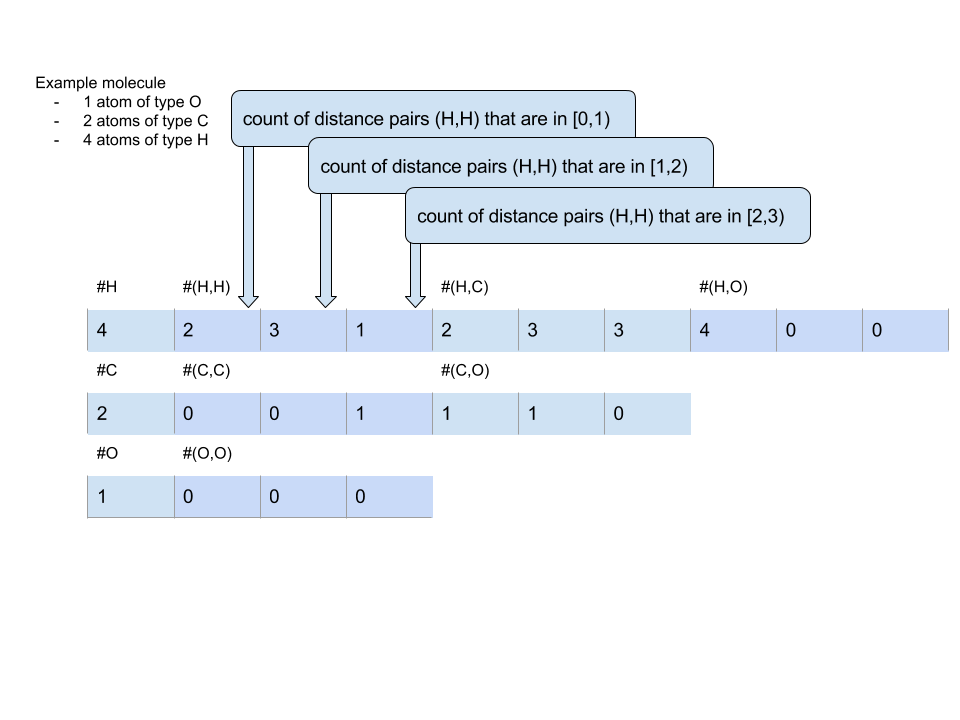 Example molecule
- 1 atom of type O
- 2 atoms of type C
- 4 atoms of type H
count of distance pairs (H,H) that are in [0,1)
count of distance pairs (H,H) that are in [1,2)
count of distance pairs (H,H) that are in [2,3)
#H #(H,H) #(H,C) #(H,O)
4 2 3 1 2 3 3 4 0 0
#C #(C,C) #(C,O)
2 0 0 1 1 1 0
#O #(O,O)
1 0 0 0